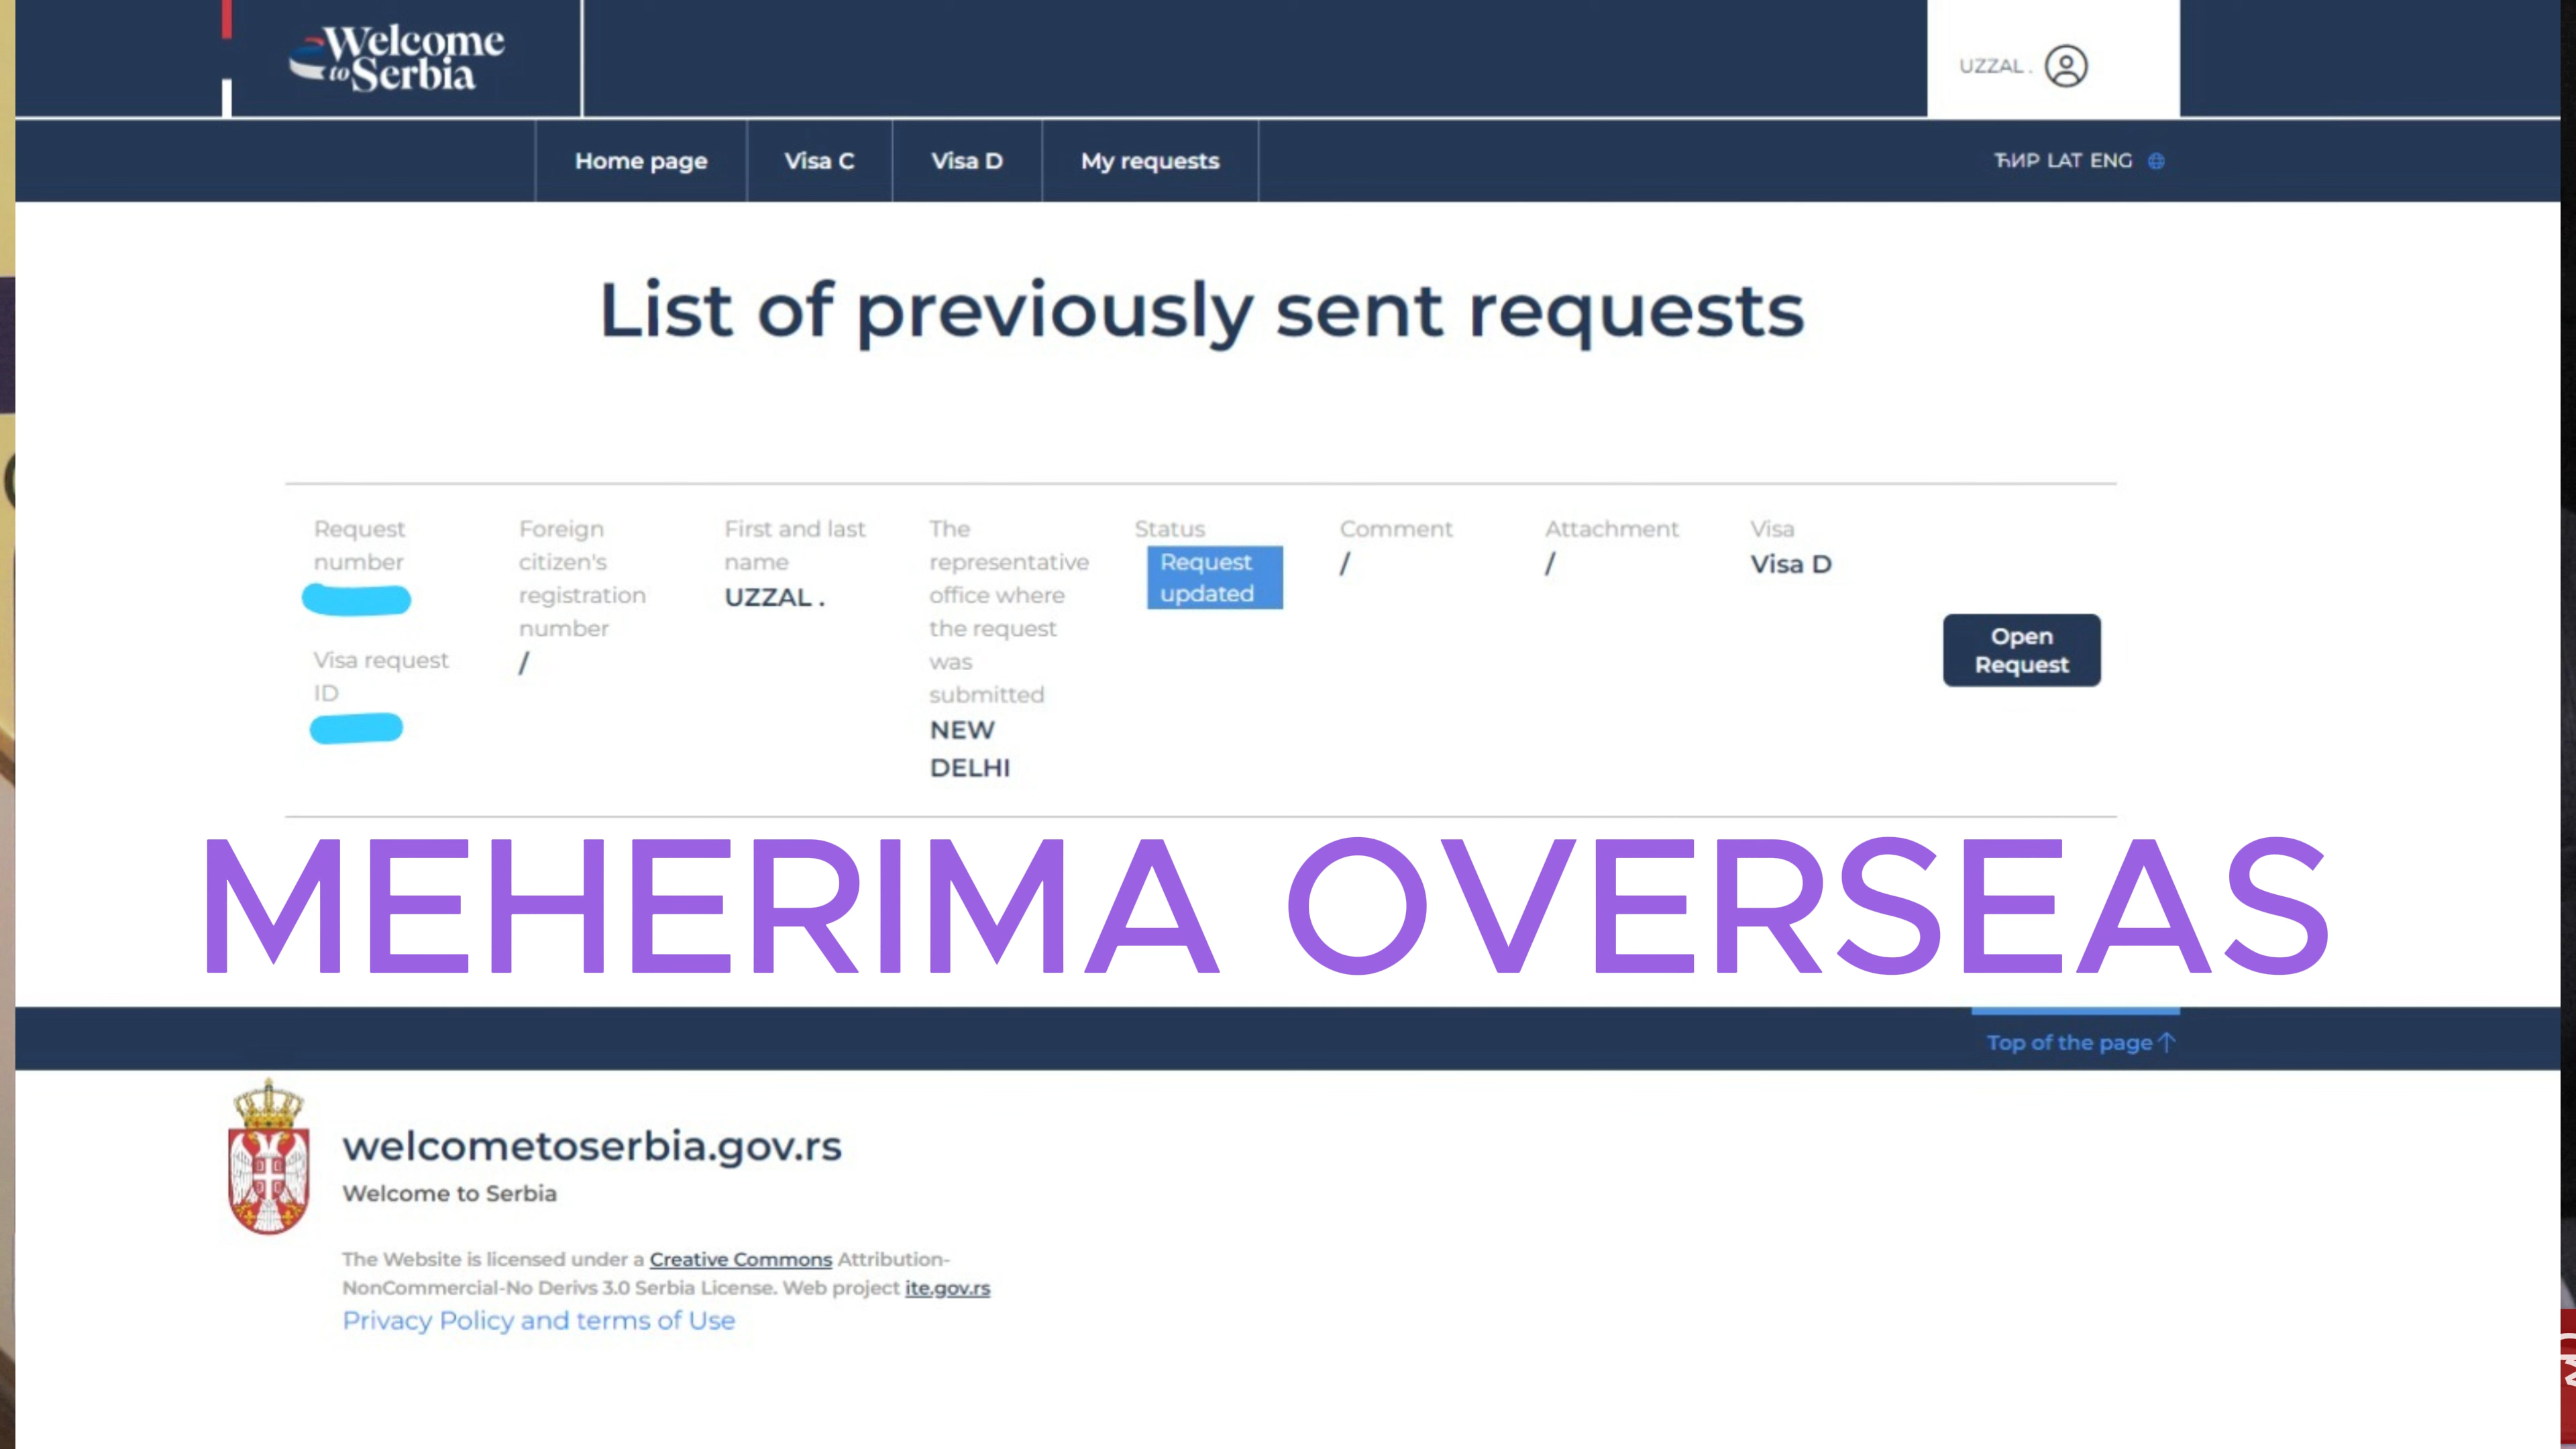 Welcome
to Serbia
UZZAL .
Home page
Visa C
Visa D
My requests
ЋИР LAT ENG
List of previously sent requests
Request
number
Visa request
ID
Foreign
citizen's
registration
number
/
First and last
name
UZZAL .
The
representative
office where
the request
was
submitted
NEW
DELHI
Status
Request
updated
Comment
/
Attachment
/
Visa
Visa D
Open
Request
MEHERIMA OVERSEAS
Top of the page↑
welcometoserbia.gov.rs
Welcome to Serbia
The Website is licensed under a Creative Commons Attribution-
NonCommercial-No Derivs 3.0 Serbia License. Web project ite.gov.rs
Privacy Policy and terms of Use